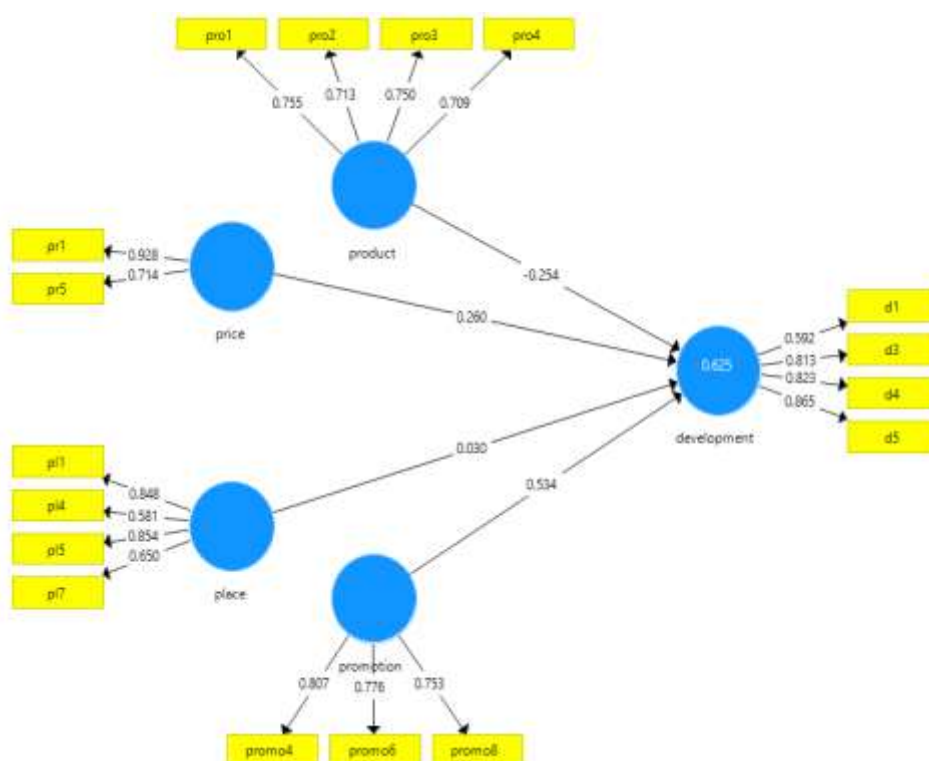 pro1 pro2 pro3 pro4
0.755 0.713 0.750 0.709
product
pr1
pr5
0.928
0.714
price
-0.254
0.260
0.030
0.534
0.625
development
0.592
0.813
0.823
0.865
d1
d3
d4
d5
pl1
pl4
pl5
pl7
0.848
0.581
0.854
0.650
place
promotion
0.807 0.776 0.753
promo4 promo6 promo8